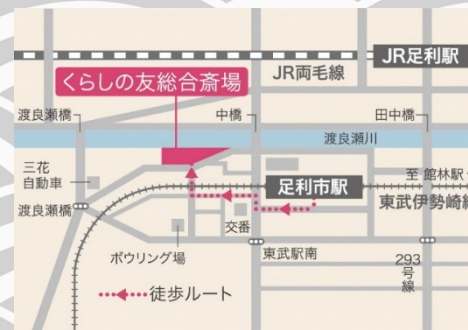 JR足利駅
JR両毛線
くらしの友総合斎場
渡良瀬橋
中橋
田中橋
渡良瀬川
三花
自動車
至 館林駅
足利市駅
渡良瀬橋
東武伊勢崎線
交番
ボウリング場
東武駅南
293
号
線
徒歩ルート